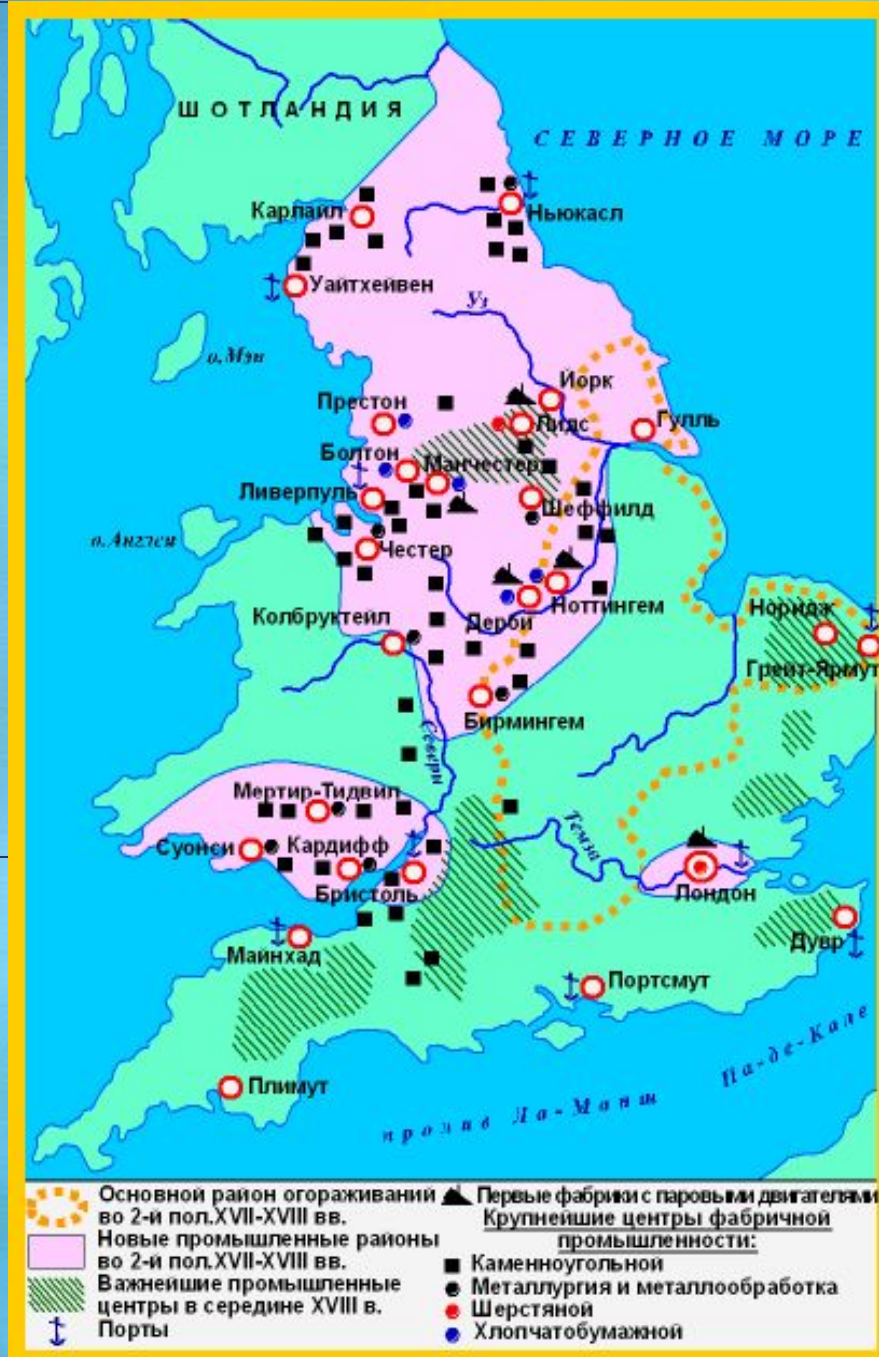 ШОТЛАНДИЯ
СЕВЕРНОЕ МОРЕ
Карлайл
Ньюкасл
Уайтхейвен
Уз
о.Мэн
Йорк
Престон
Лидс
Гулль
Болтон
Манчестер
Ливерпуль
Шеффилд
о.Англси
Честер
Колбруктейл
Дерби
Ноттингем
Норидж
Грейт-Ярмут
Бирмингем
Северн
Мертир-Тидвил
Темза
Суонси
Кардифф
Бристоль
Лондон
Майнхад
Дувр
Портсмут
Па-де-Кале
Плимут
пролив Ла-Манш
Основной район огораживаний
во 2-й пол.XVII-XVIII вв.
Новые промышленные районы
во 2-й пол.XVII-XVIII вв.
Важнейшие промышленные
центры в середине XVIII в.
Порты
Первые фабрики с паровыми двигателями
Крупнейшие центры фабричной
промышленности:
Каменноугольной
Металлургия и металлообработка
Шерстяной
Хлопчатобумажной